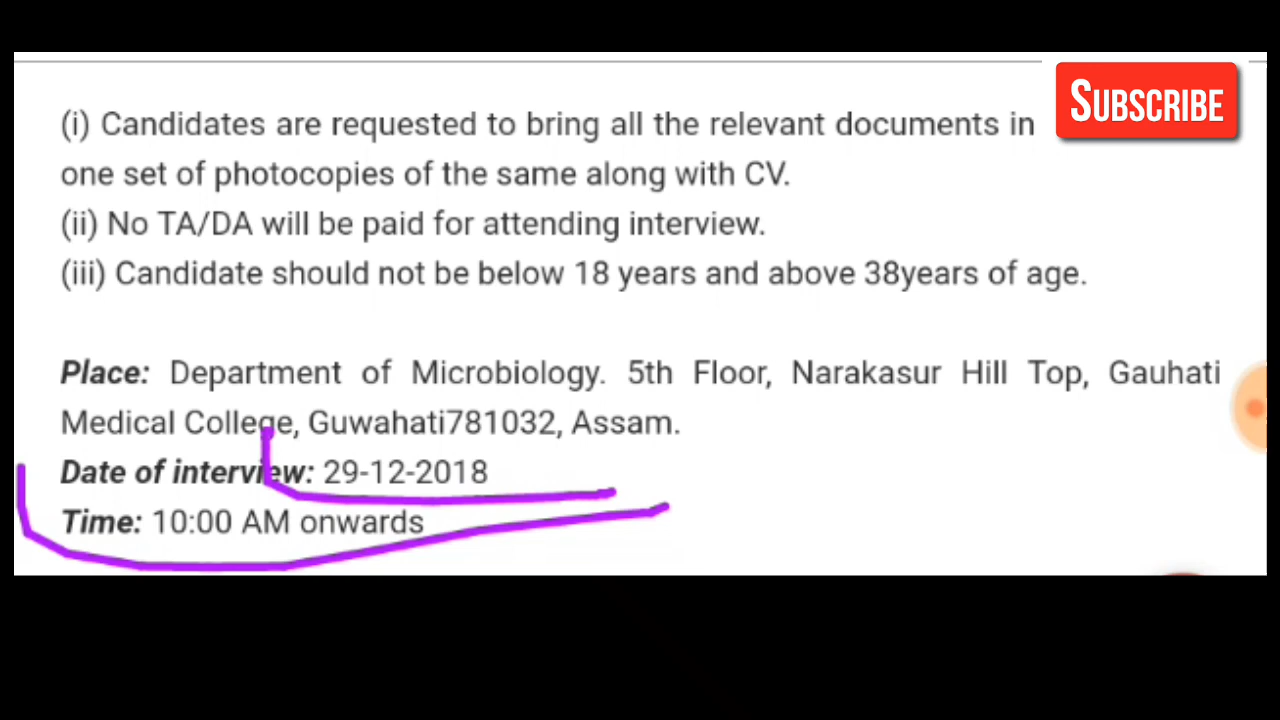 SUBSCRIBE
(i) Candidates are requested to bring all the relevant documents in
one set of photocopies of the same along with CV.
(ii) No TA/DA will be paid for attending interview.
(iii) Candidate should not be below 18 years and above 38years of age.
Place: Department of Microbiology. 5th Floor, Narakasur Hill Top, Gauhati
Medical College, Guwahati781032, Assam.
Date of interview: 29-12-2018
Time: 10:00 AM onwards